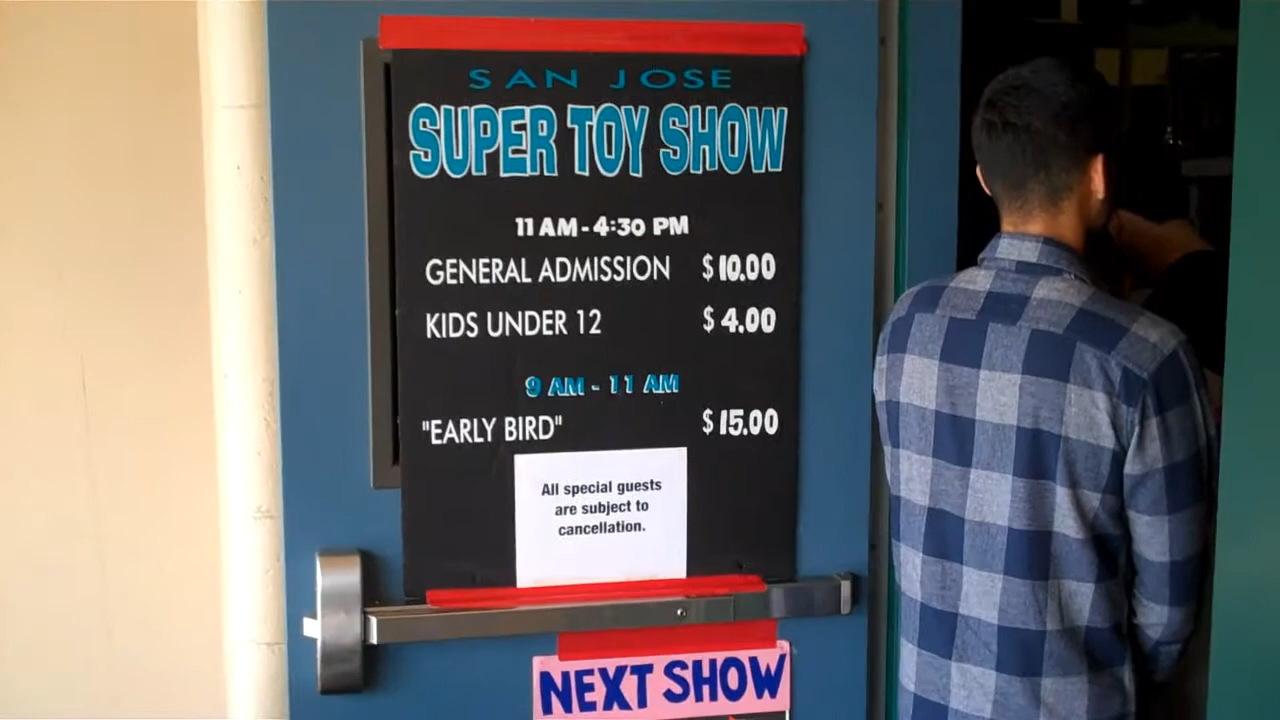 SAN JOSE
SUPER TOY SHOW
11 AM - 4:30 PM
GENERAL ADMISSION $10.00
KIDS UNDER 12 $4.00
9 AM - 11 AM
"EARLY BIRD" $15.00
All special guests
are subject to
cancellation.
NEXT SHOW